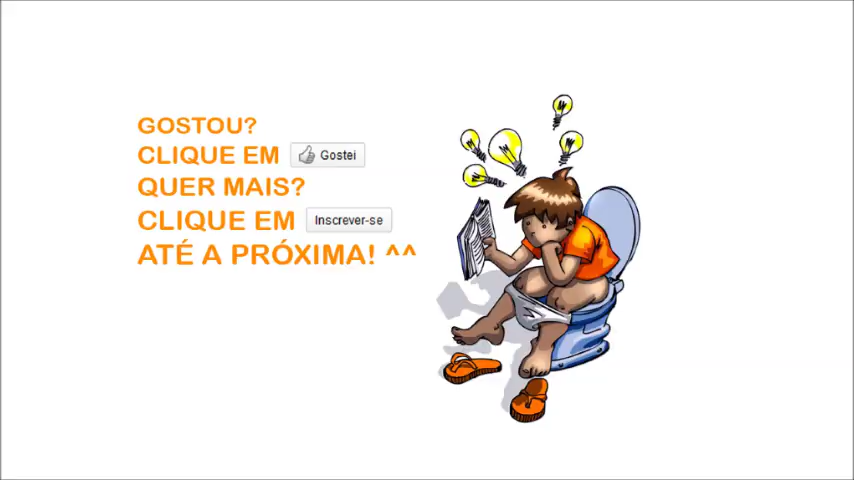 GOSTOU?
CLIQUE EM Gostei
QUER MAIS?
CLIQUE EM Inscrever-se
ATÉ A PRÓXIMA! ^^